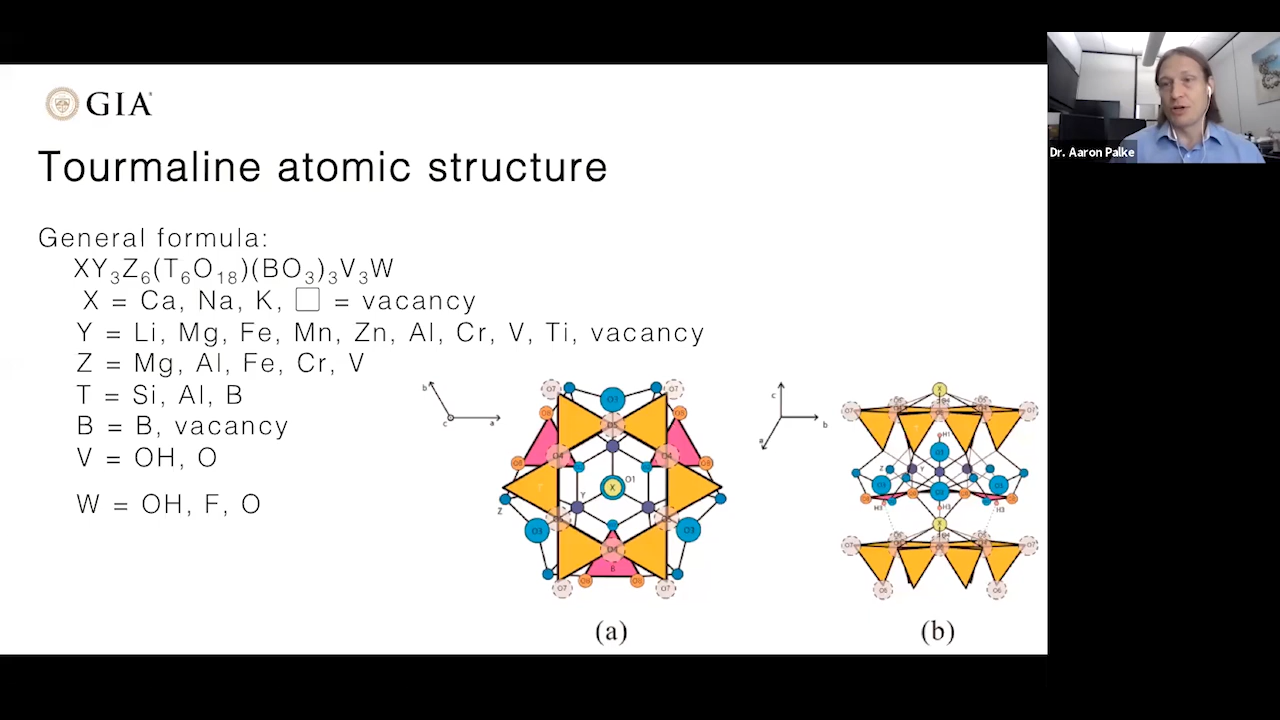 GIA
Tourmaline atomic structure
General formula:
XY₃Z₆(T₆O₁₈)(BO₃)₃V₃W
X = Ca, Na, K, □ = vacancy
Y = Li, Mg, Fe, Mn, Zn, Al, Cr, V, Ti, vacancy
Z = Mg, Al, Fe, Cr, V
T = Si, Al, B
B = B, vacancy
V = OH, O
W = OH, F, O
(a)
(b)
Dr. Aaron Palke